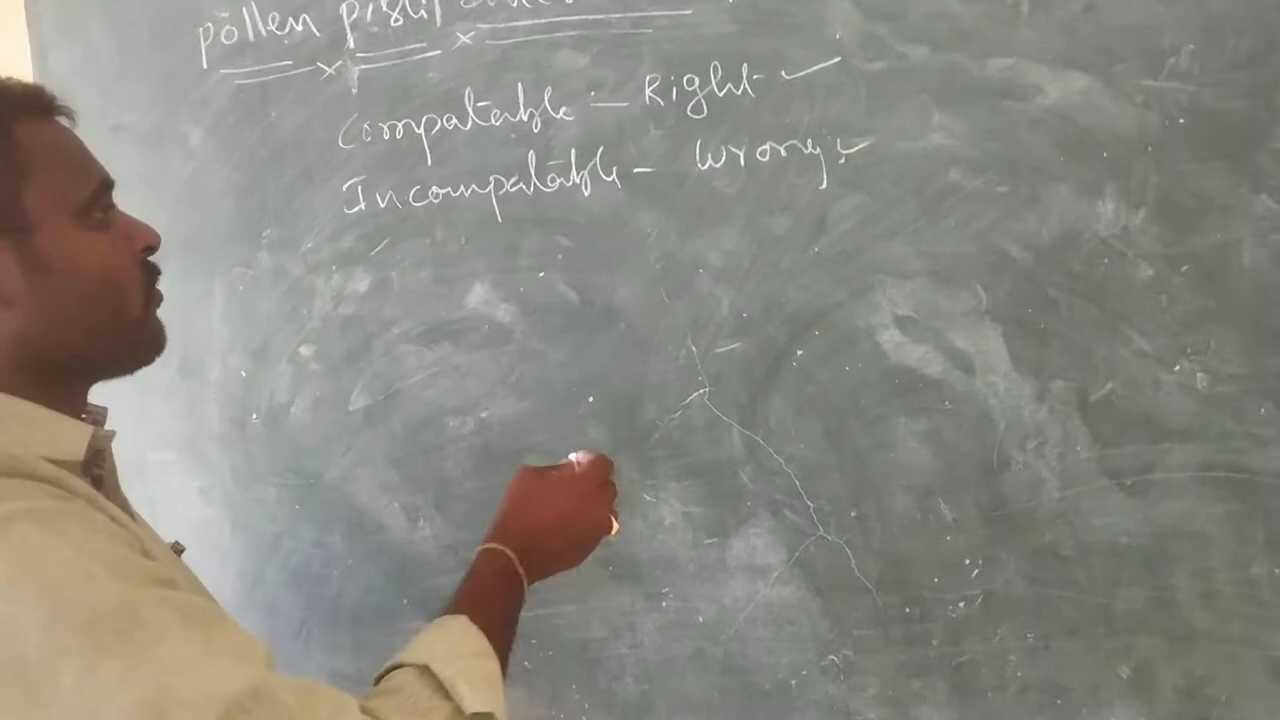 pollen pistil
Compatable :- Right
Incompatable - Wrong